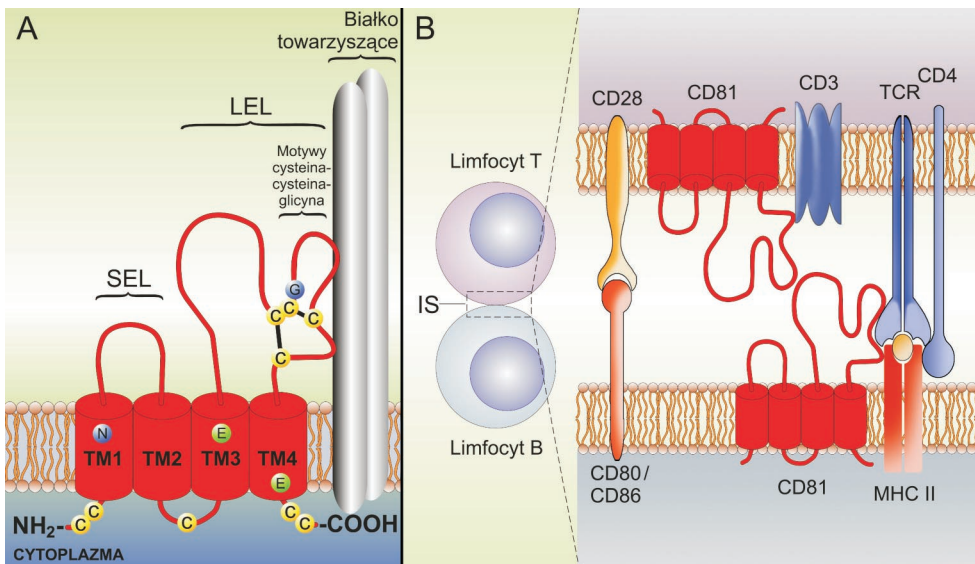 A
Białko
towarzyszące
LEL
Motywy
cysteina-
cysteina-
glicyna
SEL
G
C
C
C
C
N
E
TM1
TM2
TM3
TM4
E
C
C
C
C
C
NH₂-
-COOH
CYTOPLAZMA
B
CD28
CD81
CD3
TCR
CD4
Limfocyt T
IS
Limfocyt B
CD80/
CD86
CD81
MHC II